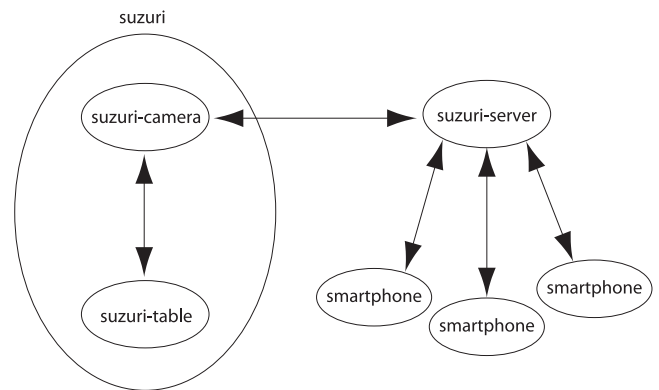 suzuri
suzuri-camera
suzuri-server
suzuri-table
smartphone
smartphone
smartphone